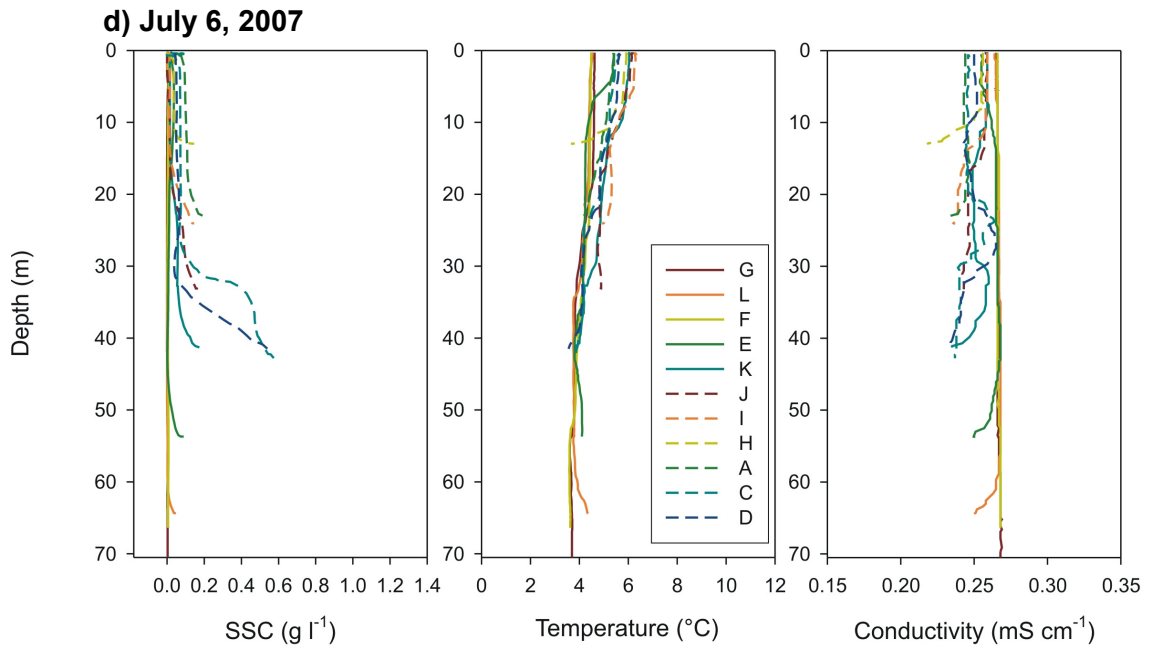 d) July 6, 2007
0 0 0
10 10 10
20 20 20
30 30 30
40 40 40
50 50 50
60 60 60
70 70 70
Depth (m)
G
L
F
E
K
J
I
H
A
C
D
0.0 0.2 0.4 0.6 0.8 1.0 1.2 1.4
0 2 4 6 8 10 12
0.15 0.20 0.25 0.30 0.35
SSC (g l⁻¹)
Temperature (°C)
Conductivity (mS cm⁻¹)